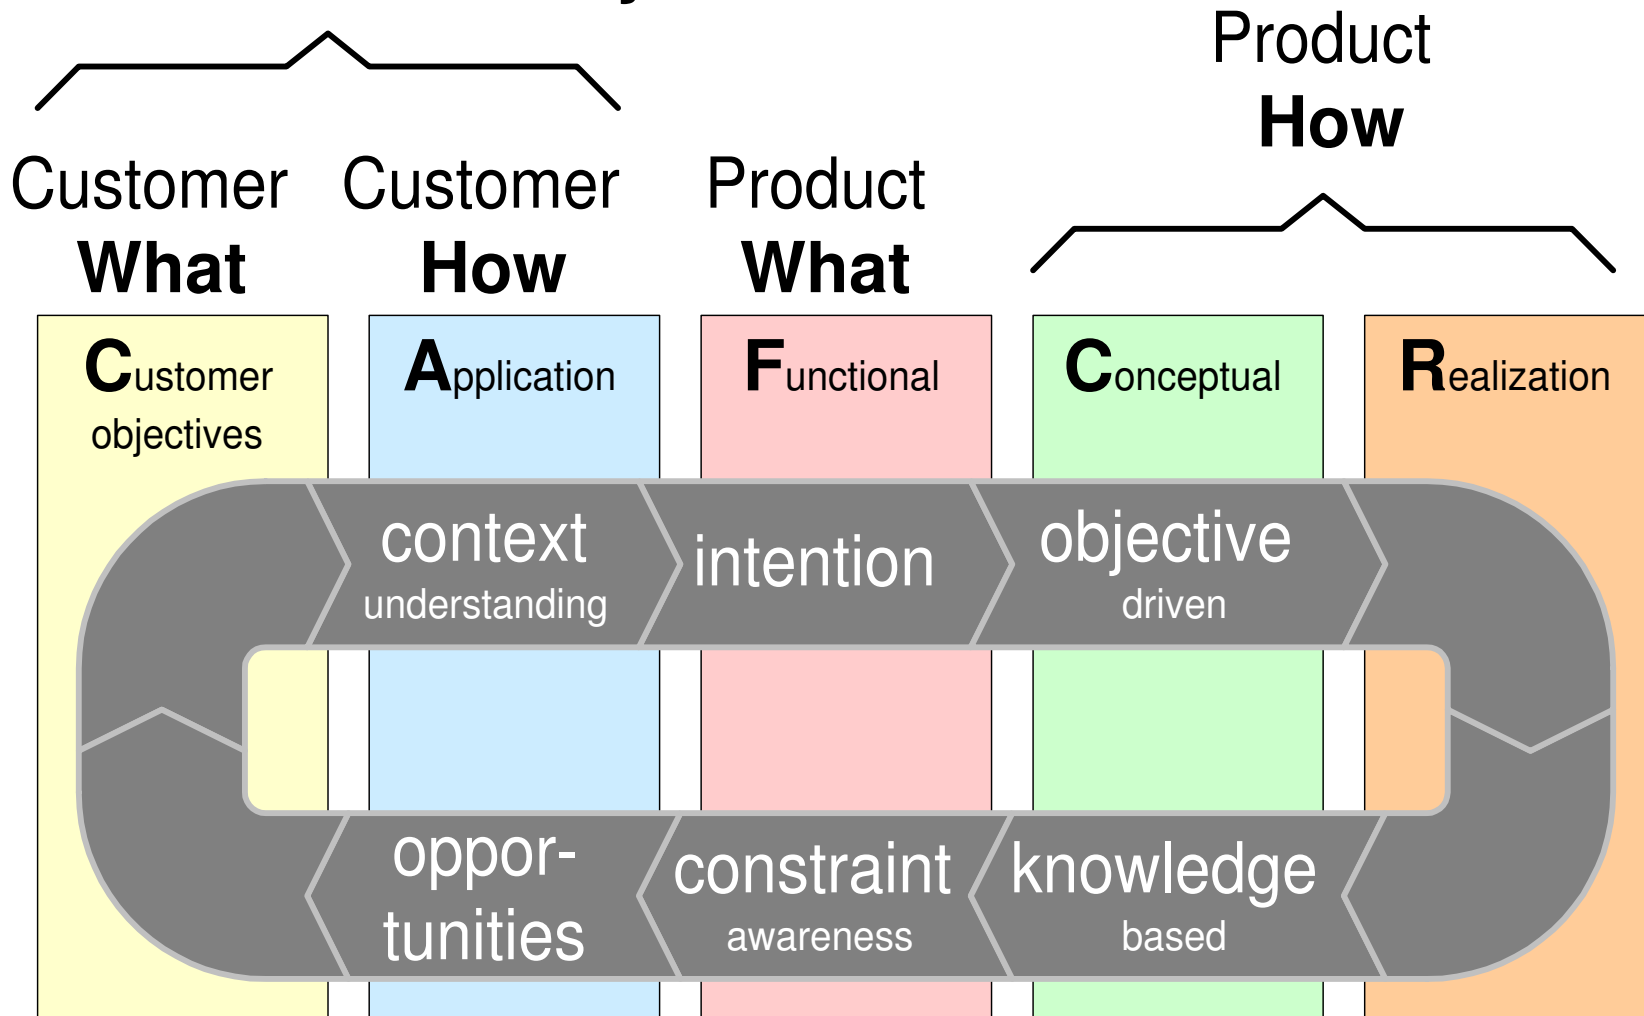 Product
How
Customer Customer Product
What How What
Customer Application Functional Conceptual Realization
objectives
context intention objective
understanding driven
oppor- constraint knowledge
tunities awareness based